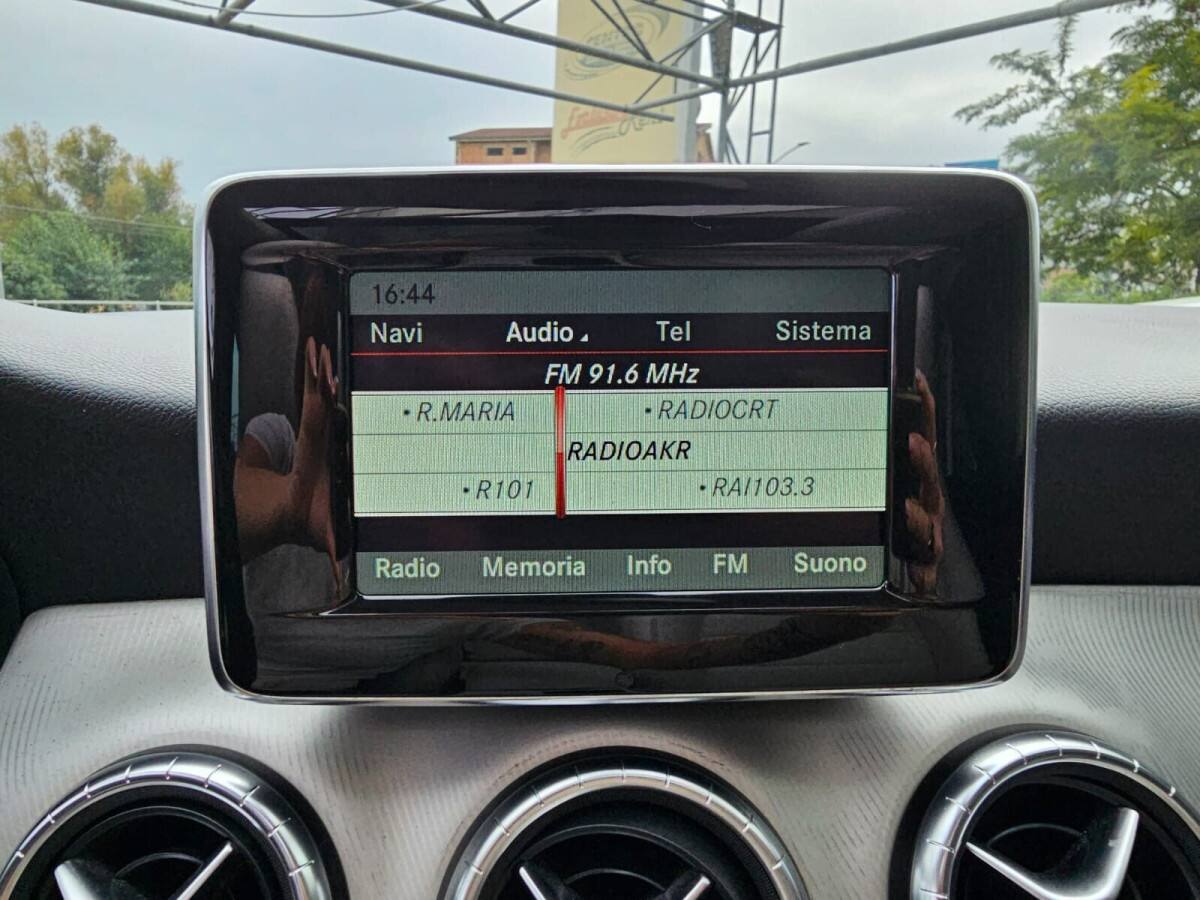 16:44
Navi Audio Tel Sistema
FM 91.6 MHz
• R.MARIA • RADIOCRT
RADIOAKR
• R101 • RAI103.3
Radio Memoria Info FM Suono